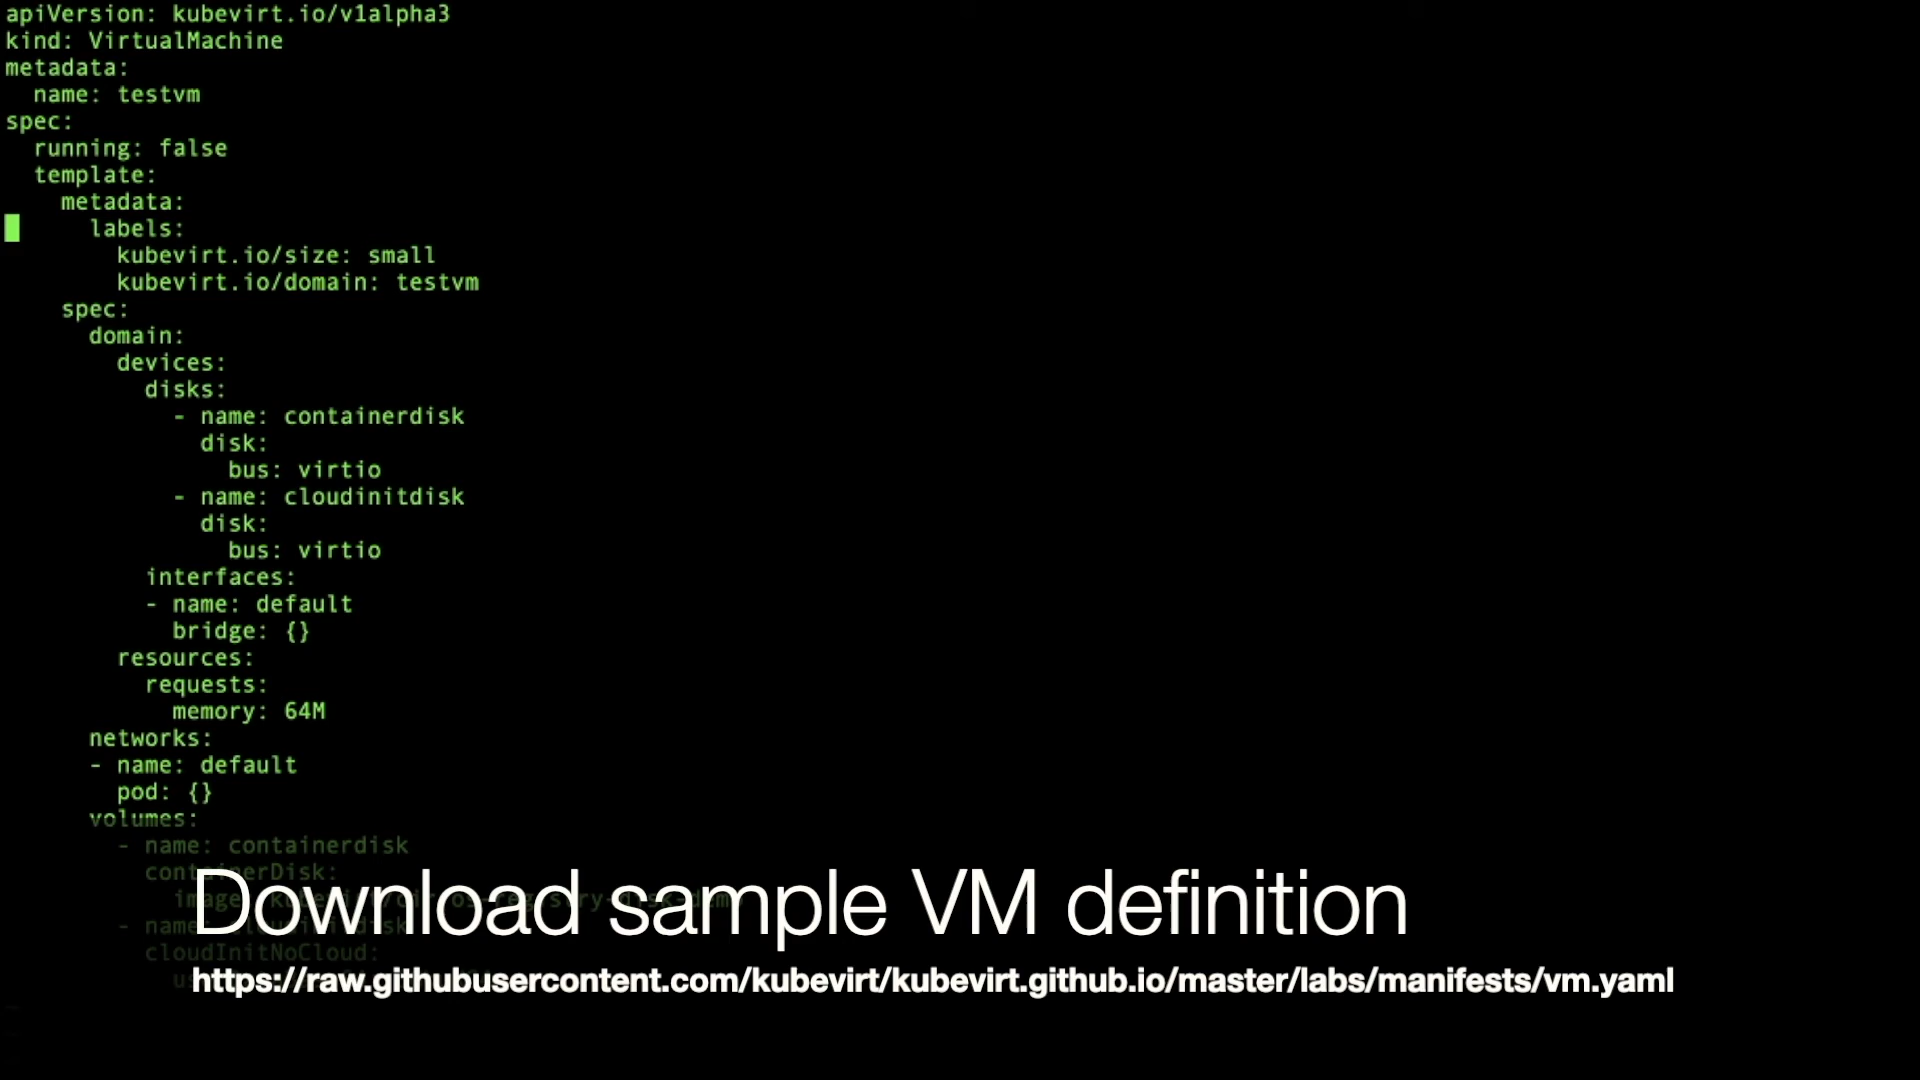 apiVersion: kubevirt.io/v1alpha3
kind: VirtualMachine
metadata:
  name: testvm
spec:
  running: false
  template:
    metadata:
      labels:
        kubevirt.io/size: small
        kubevirt.io/domain: testvm
    spec:
      domain:
        devices:
          disks:
            - name: containerdisk
              disk:
                bus: virtio
            - name: cloudinitdisk
              disk:
                bus: virtio
          interfaces:
          - name: default
            bridge: {}
        resources:
          requests:
            memory: 64M
      networks:
      - name: default
        pod: {}
      volumes:
        - name: containerdisk
          containerDisk:
        - name:
          cloudInitNoCloud:
Download sample VM definition
https://raw.githubusercontent.com/kubevirt/kubevirt.github.io/master/labs/manifests/vm.yaml